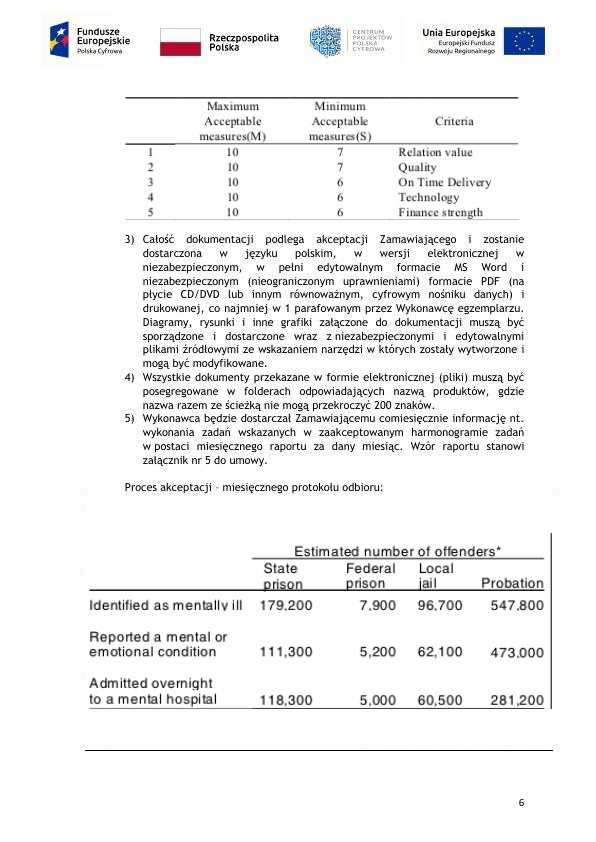 Fundusze
Europejskie
Polska Cyfrowa
Rzeczpospolita
Polska
CENTRUM
PROJEKTÓW
POLSKA
CYFROWA
Unia Europejska
Europejski Fundusz
Rozwoju Regionalnego
Maximum Acceptable measures(M) Minimum Acceptable measures(S) Criteria
1 10 7 Relation value
2 10 7 Quality
3 10 6 On Time Delivery
4 10 6 Technology
5 10 6 Finance strength
3) Całość dokumentacji podlega akceptacji Zamawiającego i zostanie
dostarczona w języku polskim, w wersji elektronicznej w
niezabezpieczonym, w pełni edytowalnym formacie MS Word i
niezabezpieczonym (nieograniczonym uprawnieniami) formacie PDF (na
płycie CD/DVD lub innym równoważnym, cyfrowym nośniku danych) i
drukowanej, co najmniej w 1 parafowanym przez Wykonawcę egzemplarzu.
Diagramy, rysunki i inne grafiki załączone do dokumentacji muszą być
sporządzone i dostarczone wraz z niezabezpieczonymi i edytowalnymi
plikami źródłowymi ze wskazaniem narzędzi w których zostały wytworzone i
mogą być modyfikowane.
4) Wszystkie dokumenty przekazane w formie elektronicznej (pliki) muszą być
posegregowane w folderach odpowiadających nazwą produktów, gdzie
nazwa razem ze ścieżką nie mogą przekroczyć 200 znaków.
5) Wykonawca będzie dostarczał Zamawiającemu comiesięcznie informację nt.
wykonania zadań wskazanych w zaakceptowanym harmonogramie zadań
w postaci miesięcznego raportu za dany miesiąc. Wzór raportu stanowi
załącznik nr 5 do umowy.
Proces akceptacji – miesięcznego protokołu odbioru:
Estimated number of offenders*
State prison Federal prison Local jail Probation
Identified as mentally ill 179,200 7,900 96,700 547,800
Reported a mental or
emotional condition 111,300 5,200 62,100 473,000
Admitted overnight
to a mental hospital 118,300 5,000 60,500 281,200
6